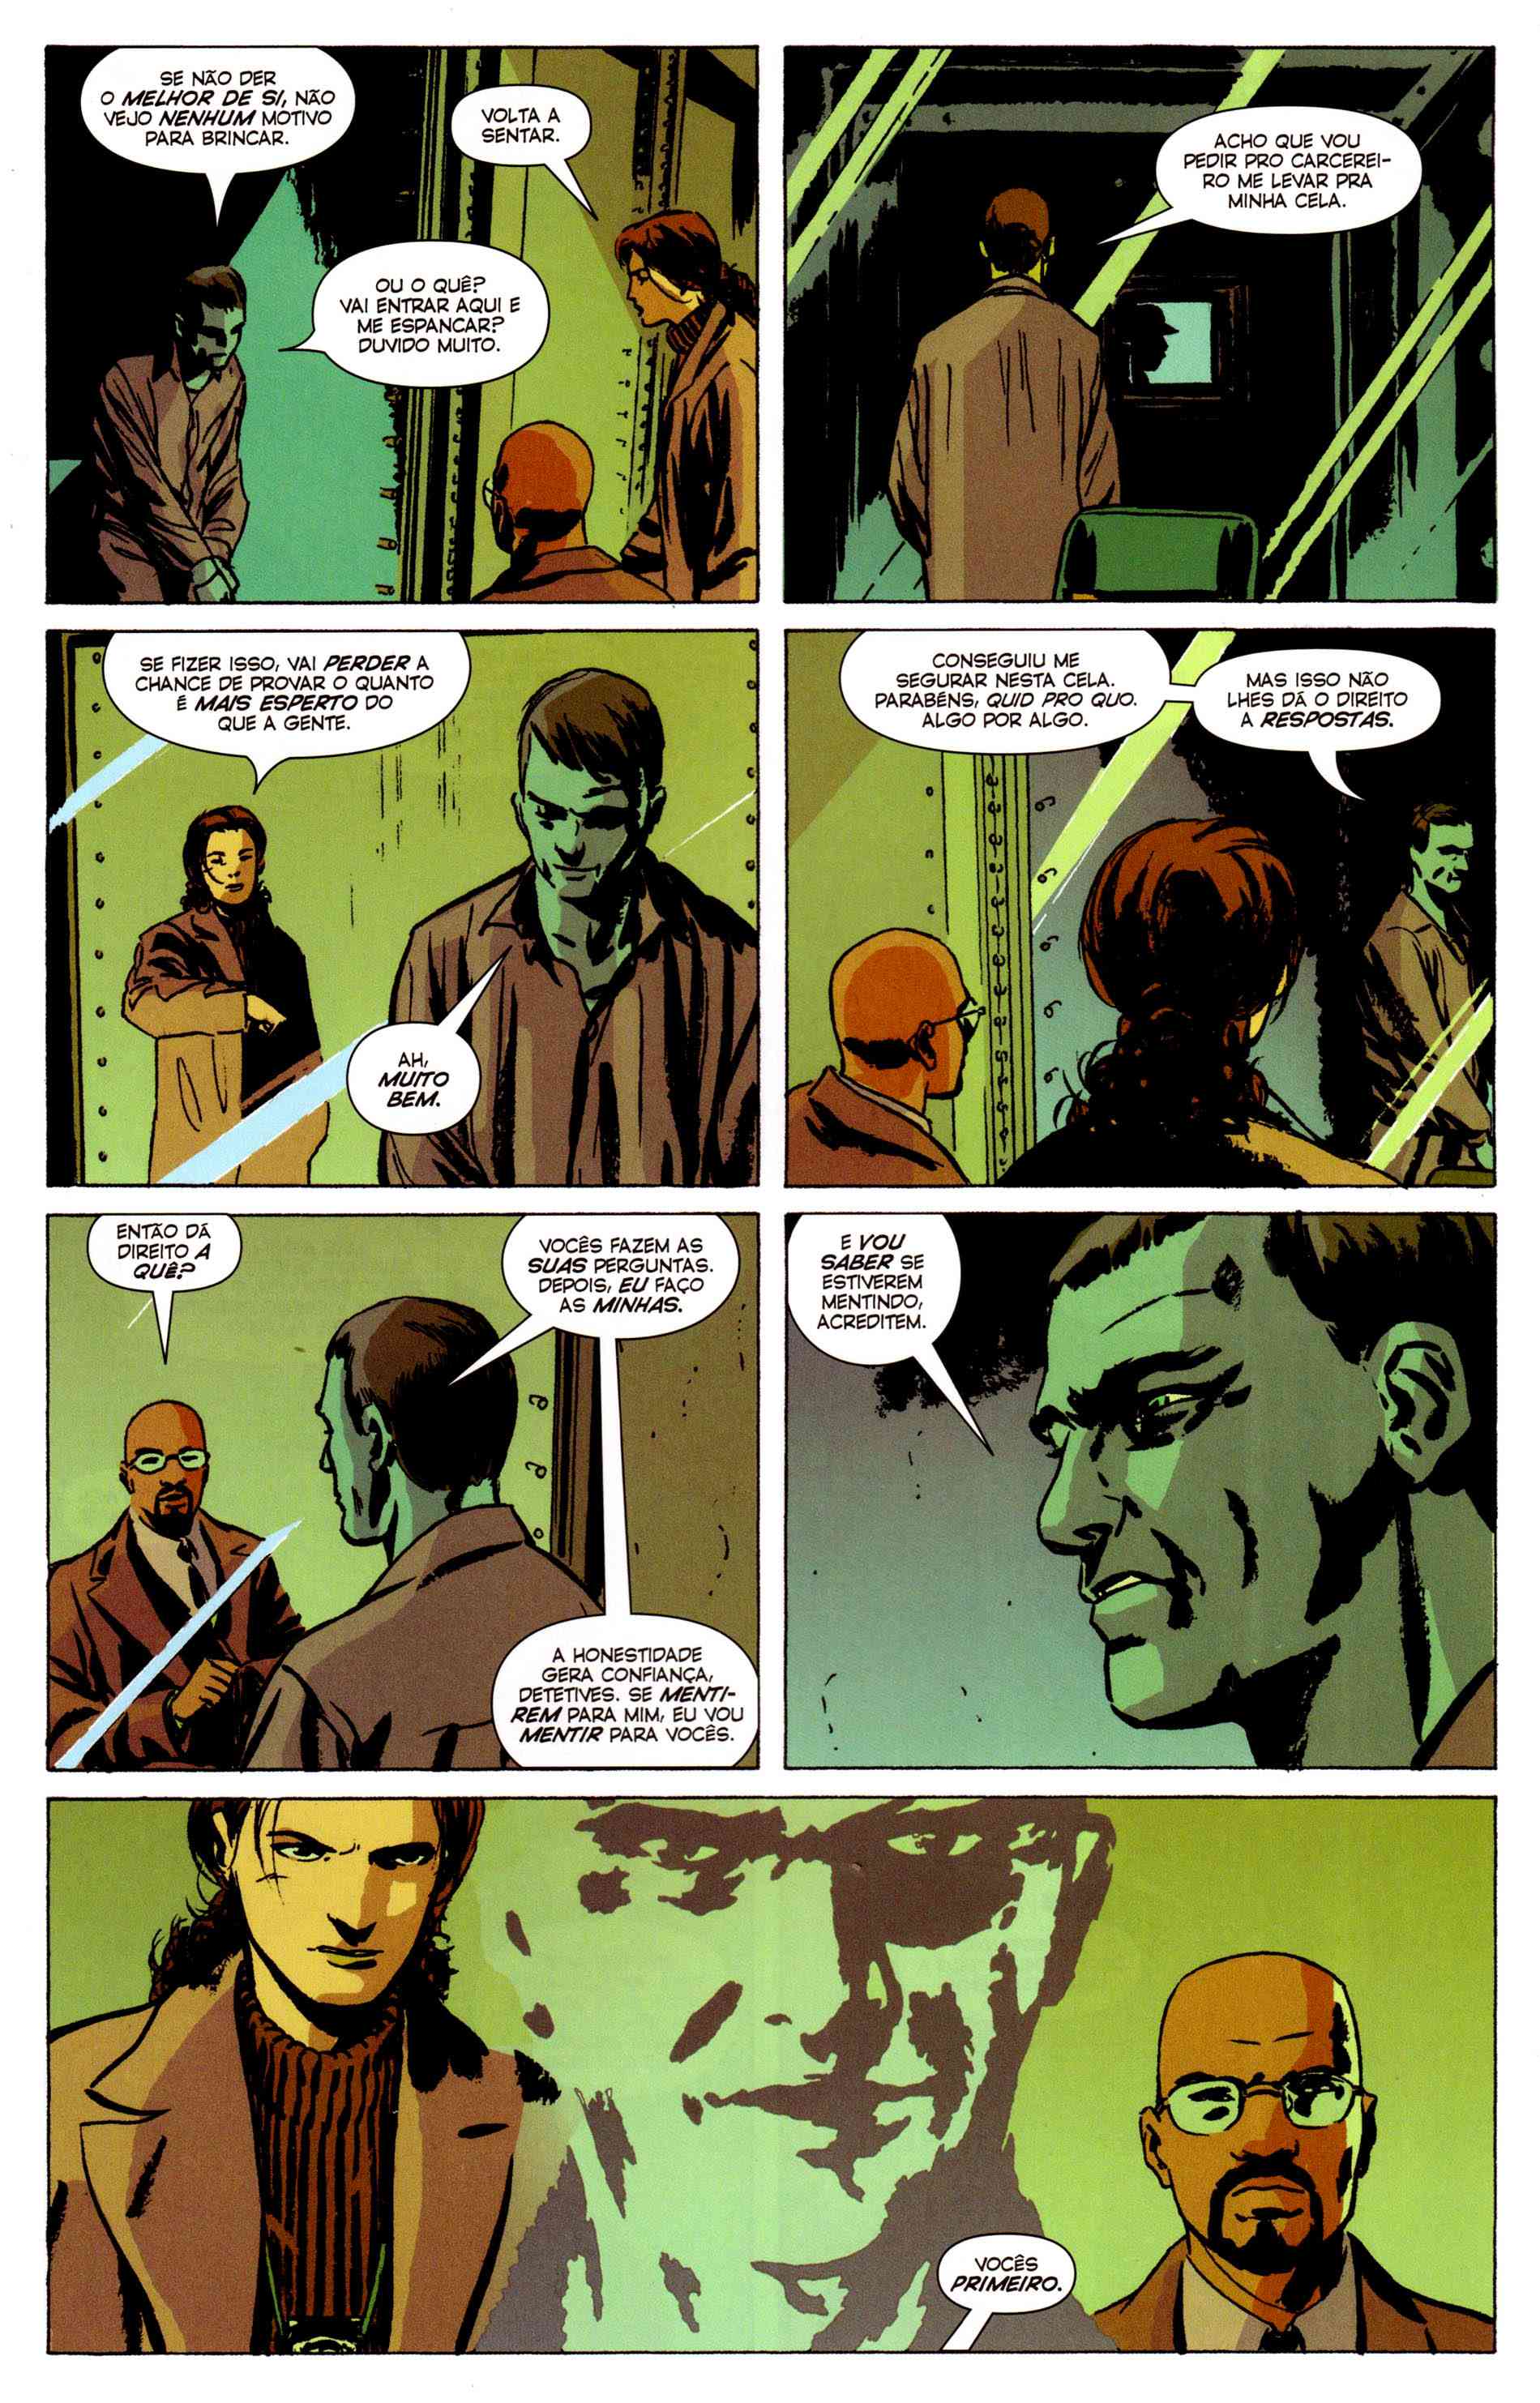 SE NÃO DER
O MELHOR DE SI, NÃO
VEJO NENHUM MOTIVO
PARA BRINCAR.
VOLTA A
SENTAR.
OU O QUÊ?
VAI ENTRAR AQUI E
ME ESPANCAR?
DUVIDO MUITO.
ACHO QUE VOU
PEDIR PRO CARCEREI-
RO ME LEVAR PRA
MINHA CELA.
SE FIZER ISSO, VAI PERDER A
CHANCE DE PROVAR O QUANTO
É MAIS ESPERTO DO
QUE A GENTE.
AH,
MUITO
BEM.
CONSEGUIU ME
SEGURAR NESTA CELA.
PARABÉNS, QUID PRO QUO.
ALGO POR ALGO.
MAS ISSO NÃO
LHES DÁ O DIREITO
A RESPOSTAS.
ENTÃO DÁ
DIREITO A
QUÊ?
VOCÊS FAZEM AS
SUAS PERGUNTAS.
DEPOIS, EU FAÇO
AS MINHAS.
A HONESTIDADE
GERA CONFIANÇA,
DETETIVES. SE MENTI-
REM PARA MIM, EU VOU
MENTIR PARA VOCÊS.
E VOU
SABER SE
ESTIVEREM
MENTINDO,
ACREDITEM.
VOCÊS
PRIMEIRO.